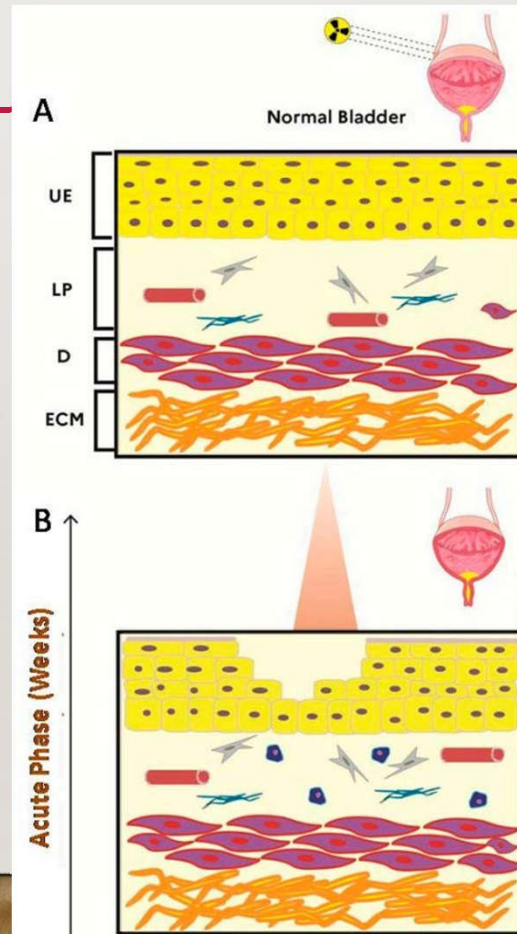 A
Normal Bladder
UE
LP
D
ECM
B
Acute Phase (Weeks)